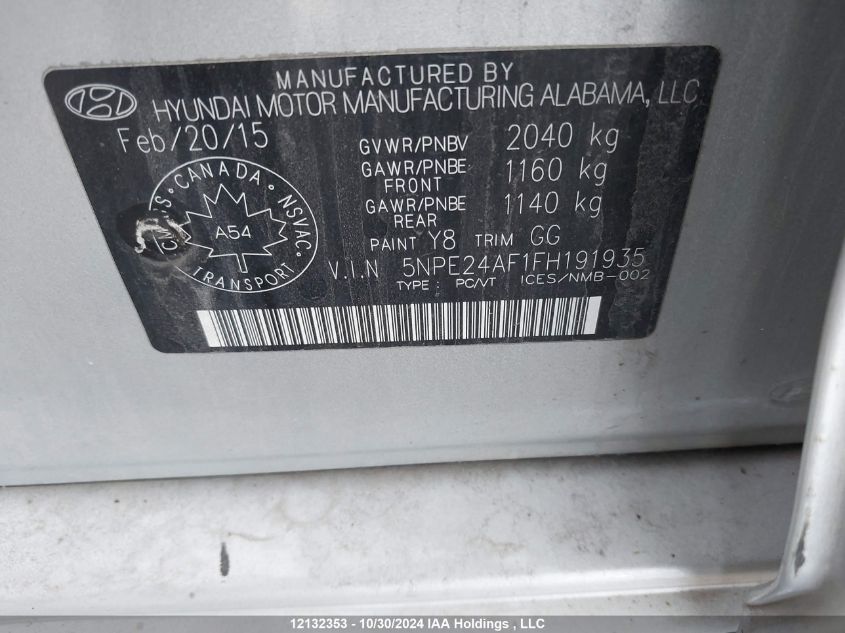 MANUFACTURED BY
HYUNDAI MOTOR MANUFACTURING ALABAMA, LLC
Feb/20/15
GVWR/PNBV 2040 kg
GAWR/PNBE 1160 kg
FRONT
GAWR/PNBE 1140 kg
REAR
PAINT Y8 TRIM GG
V.I.N 5NPE24AF1FH191935
TYPE : PC/VT ICES/NMB-002
CANADA
NSVAC
A54
TRANSPORT
12132353 - 10/30/2024 IAA Holdings , LLC